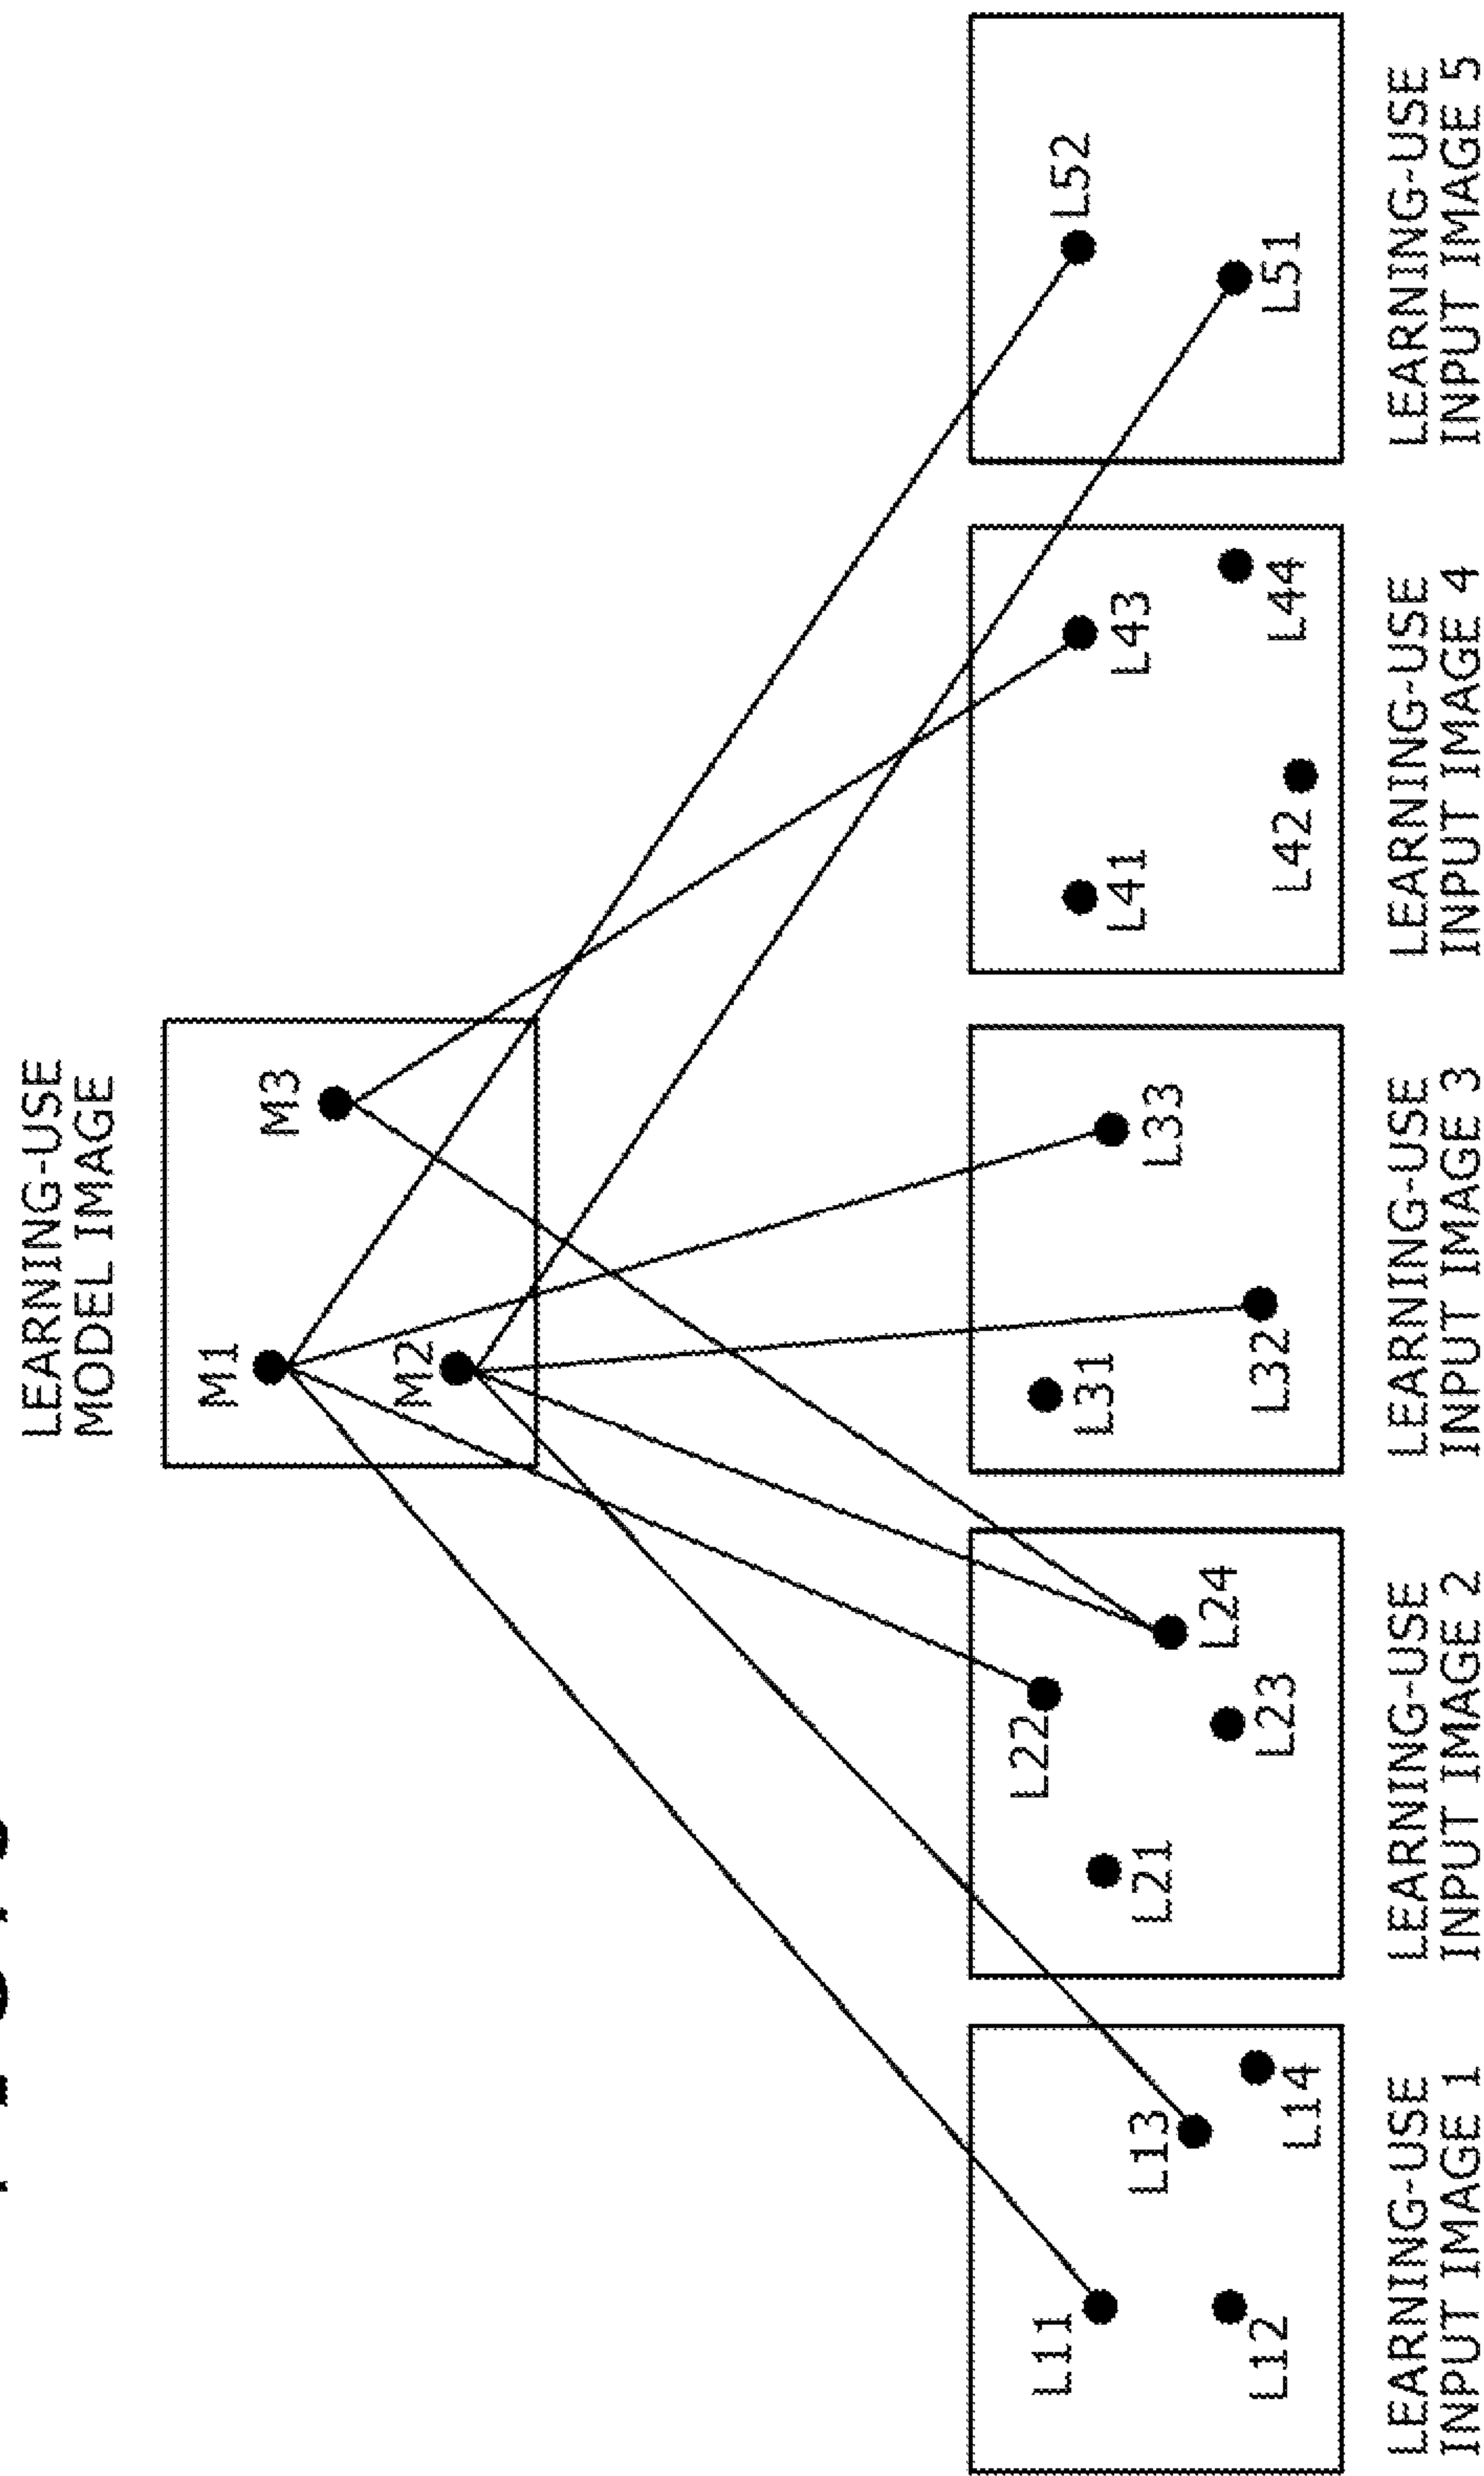 LEARNING-USE
MODEL IMAGE
M1
M2
M3
L11
L12
L13
L14
L21
L22
L23
L24
L31
L32
L33
L41
L42
L43
L44
L51
L52
LEARNING-USE
INPUT IMAGE 1
LEARNING-USE
INPUT IMAGE 2
LEARNING-USE
INPUT IMAGE 3
LEARNING-USE
INPUT IMAGE 4
LEARNING-USE
INPUT IMAGE 5